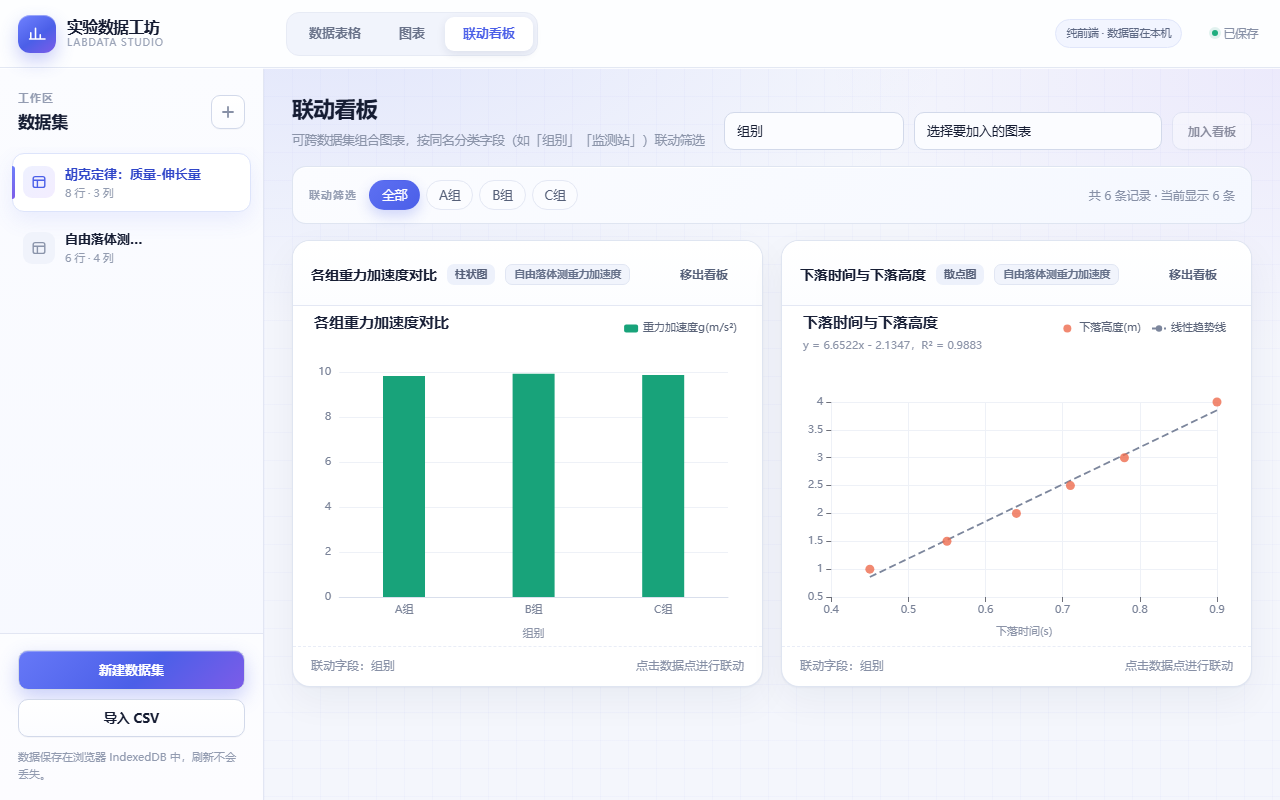 实验数据工坊
LABDATA STUDIO
数据表格
图表
联动看板
纯前端 · 数据留在本机
已保存
工作区
数据集
胡克定律：质量-伸长量
8 行 · 3 列
自由落体测...
6 行 · 4 列
新建数据集
导入 CSV
数据保存在浏览器 IndexedDB 中，刷新不会
丢失。
联动看板
可跨数据集组合图表，按同名分类字段（如「组别」「监测站」）联动筛选
组别
选择要加入的图表
加入看板
联动筛选
全部
A组
B组
C组
共 6 条记录 · 当前显示 6 条
各组重力加速度对比
柱状图
自由落体测重力加速度
移出看板
各组重力加速度对比
重力加速度g(m/s²)
10
8
6
4
2
0
A组
B组
C组
组别
联动字段：组别
点击数据点进行联动
下落时间与下落高度
散点图
自由落体测重力加速度
移出看板
下落时间与下落高度
y = 6.6522x - 2.1347，R² = 0.9883
下落高度(m)
线性趋势线
4
3.5
3
2.5
2
1.5
1
0.5
0.4
0.5
0.6
0.7
0.8
0.9
下落时间(s)
联动字段：组别
点击数据点进行联动